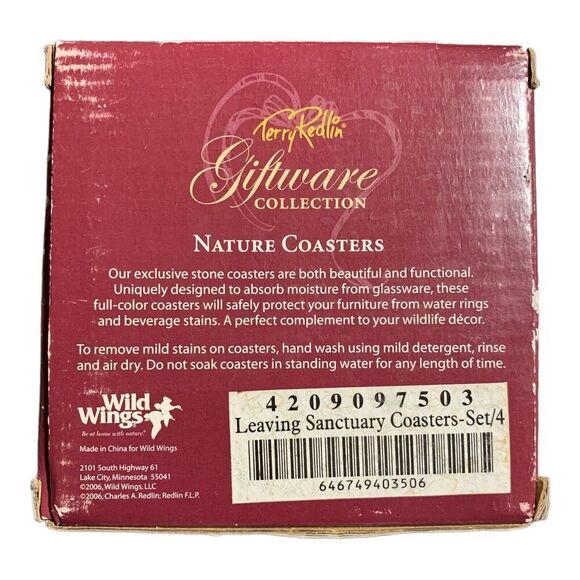 Terry Redlin®
Giftware
COLLECTION
NATURE COASTERS
Our exclusive stone coasters are both beautiful and functional.
Uniquely designed to absorb moisture from glassware, these
full-color coasters will safely protect your furniture from water rings
and beverage stains. A perfect complement to your wildlife décor.
To remove mild stains on coasters, hand wash using mild detergent, rinse
and air dry. Do not soak coasters in standing water for any length of time.
Wild
Wings®
Be at home with nature®
Made in China for Wild Wings
2101 South Highway 61
Lake City, Minnesota 55041
©2006, Wild Wings, LLC
©2006, Charles A. Redlin; Redlin F.L.P.
4209097503
Leaving Sanctuary Coasters-Set/4
646749403506